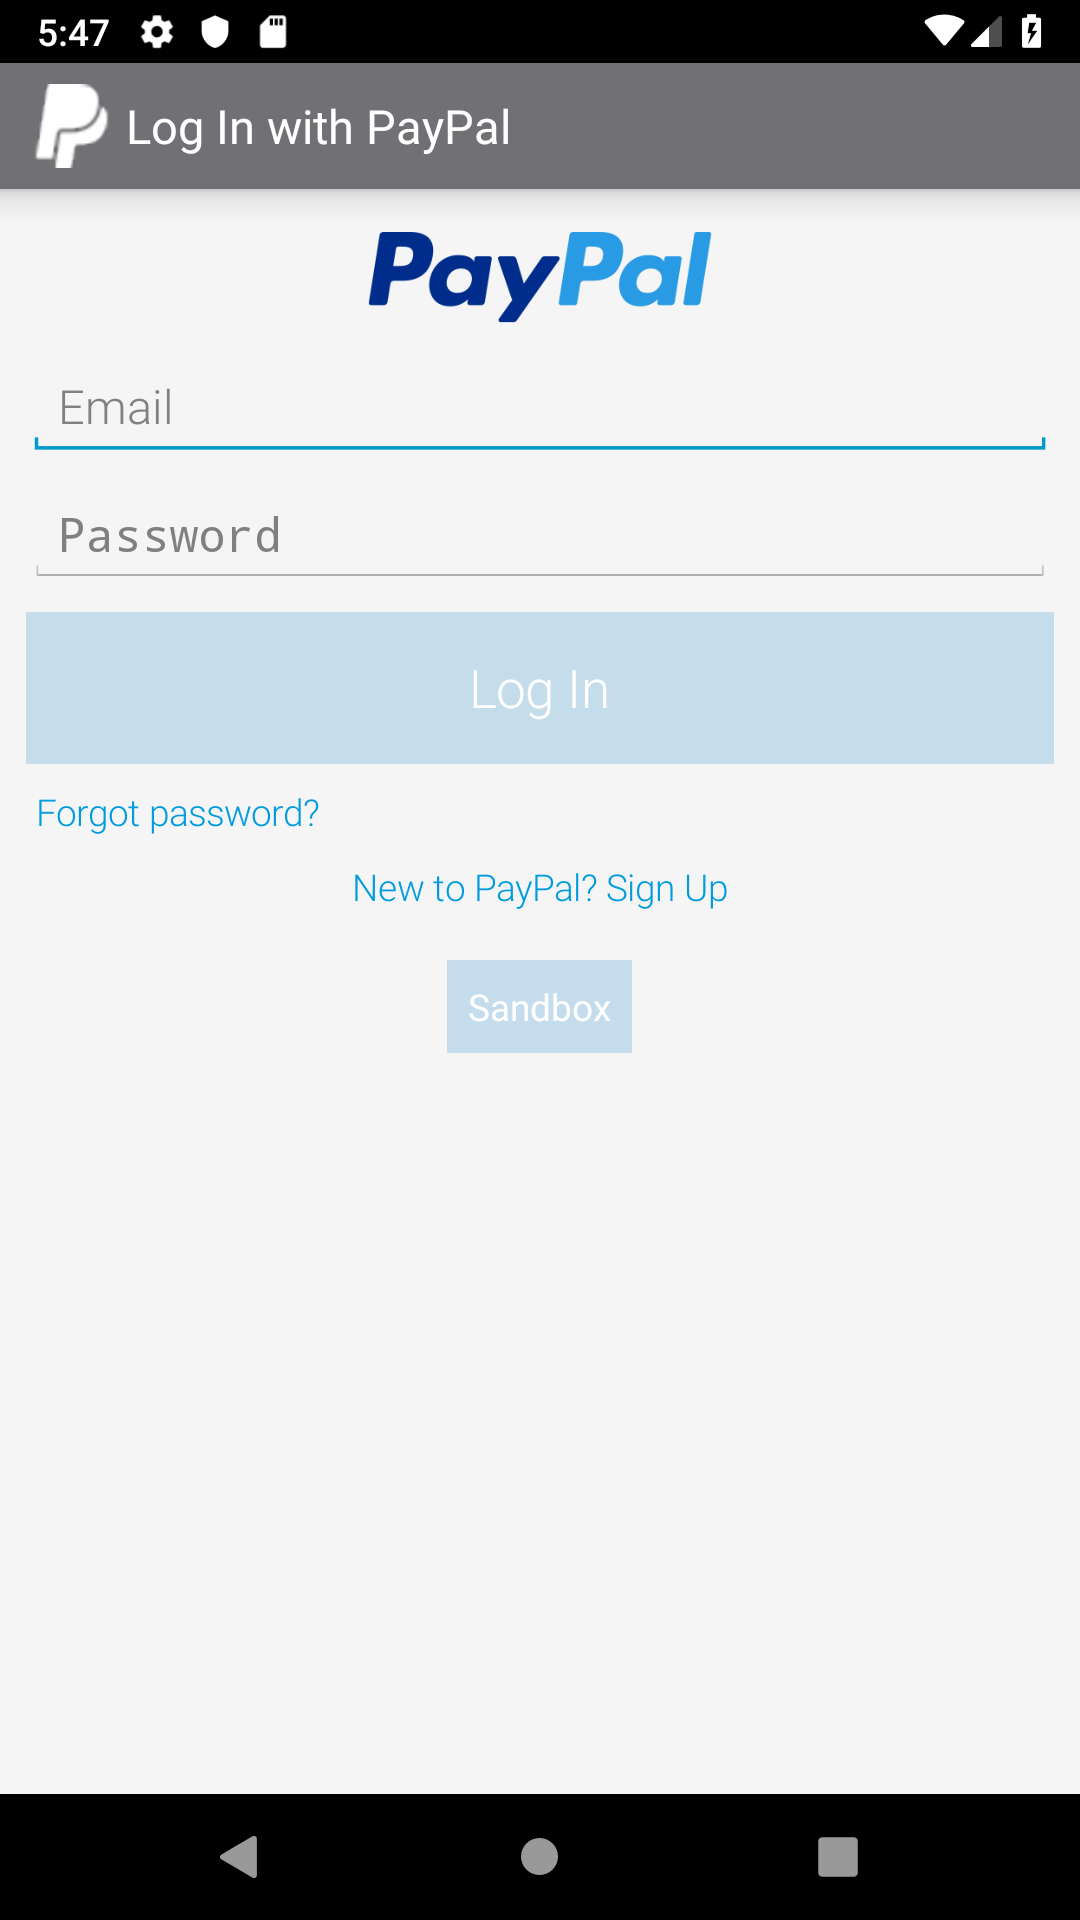 5:47
Log In with PayPal
PayPal
Email
Password
Log In
Forgot password?
New to PayPal? Sign Up
Sandbox